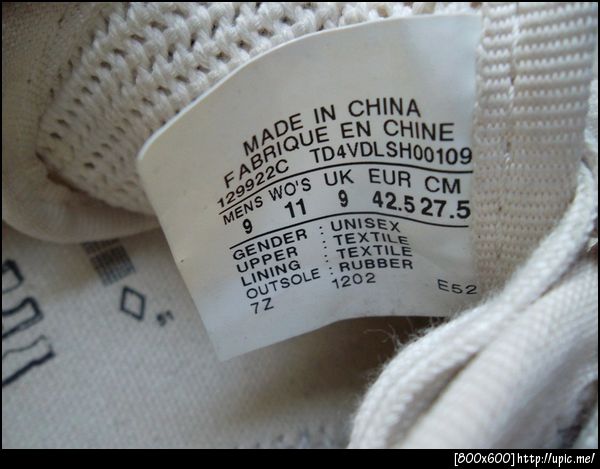 MADE IN CHINA
FABRIQUE EN CHINE
129922C TD4VDLSH00109
MENS WO'S UK EUR CM
9 11 9 42.5 27.5
GENDER : UNISEX
UPPER : TEXTILE
LINING : TEXTILE
OUTSOLE : RUBBER
7Z 1202 E52
[800x600]http://upic.me/